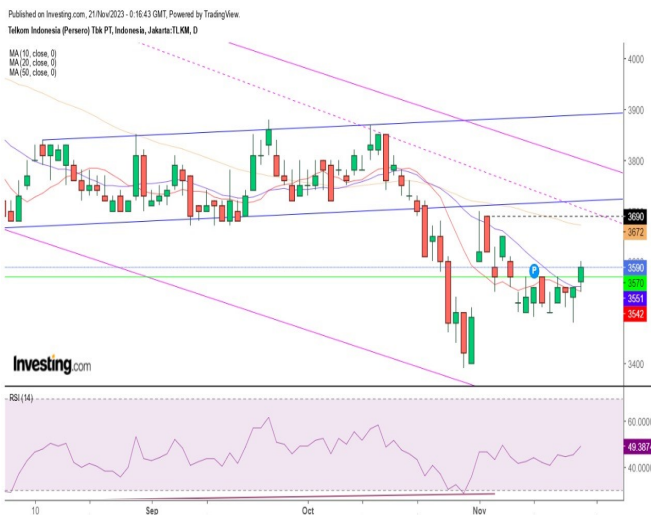 Published on Investing.com, 21/Nov/2023 - 0:16:43 GMT, Powered by TradingView.
Telkom Indonesia (Persero) Tbk PT, Indonesia, Jakarta:TLKM, D
MA (10, close, 0)
MA (20, close, 0)
MA (50, close, 0)
4000
3900
3800
3690
3672
3590
3570
3551
3542
3400
P
Investing.com
RSI (14)
60.0000
49.3874
40.0000
10
Sep
Oct
Nov